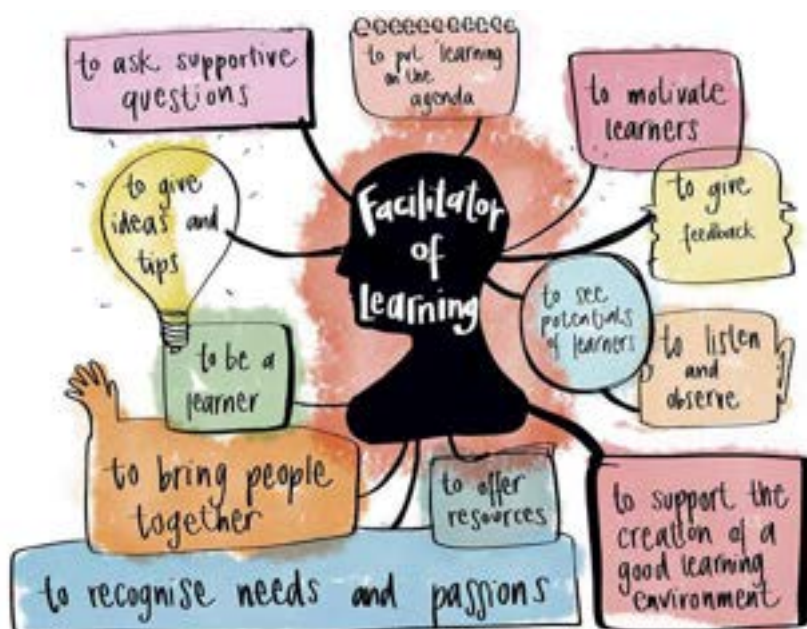 to ask supportive
questions
to put learning
on the
agenda
to motivate
learners
to give
ideas and
tips
Facilitator
of
Learning
to give
feedback
to see
potentials
of learners
to be a
learner
to listen
and
observe
to bring people
together
to offer
resources
to support the
creation of a
good learning
environment
to recognise needs and passions